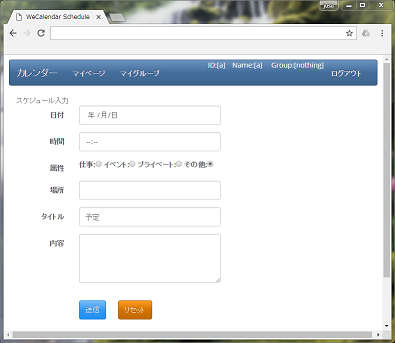 jusu
WeCalendar Schedule
ID:[a] Name:[a] Group:[nothing]
カレンダー マイページ マイグループ ログアウト
スケジュール入力
日付 年 /月/日
時間 --:--
属性 仕事:イベント:プライベート:その他:
場所
タイトル 予定
内容
送信 リセット